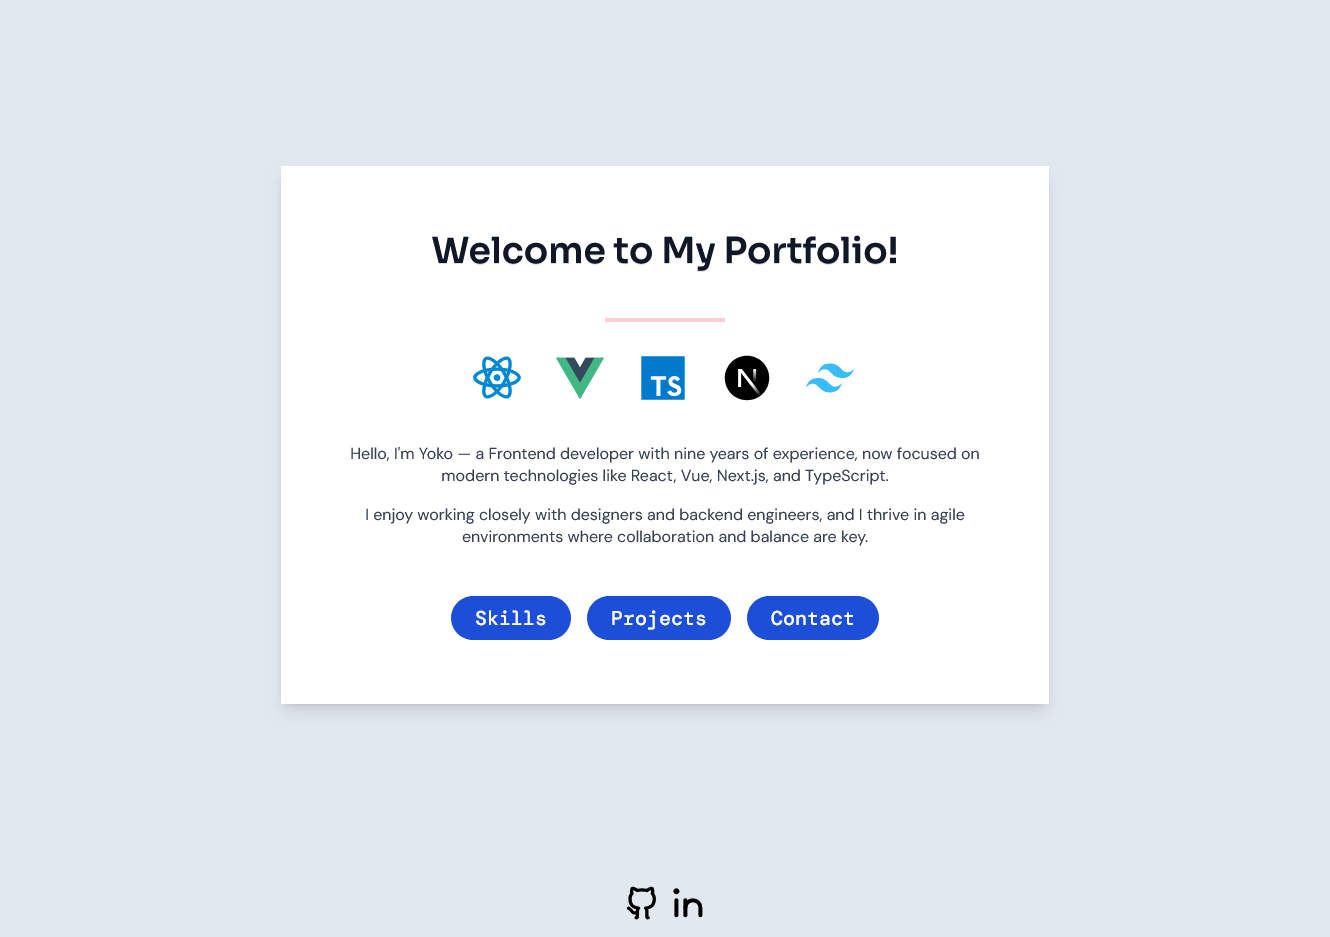 Welcome to My Portfolio!
TS
N
Hello, I'm Yoko — a Frontend developer with nine years of experience, now focused on
modern technologies like React, Vue, Next.js, and TypeScript.
I enjoy working closely with designers and backend engineers, and I thrive in agile
environments where collaboration and balance are key.
Skills
Projects
Contact
in